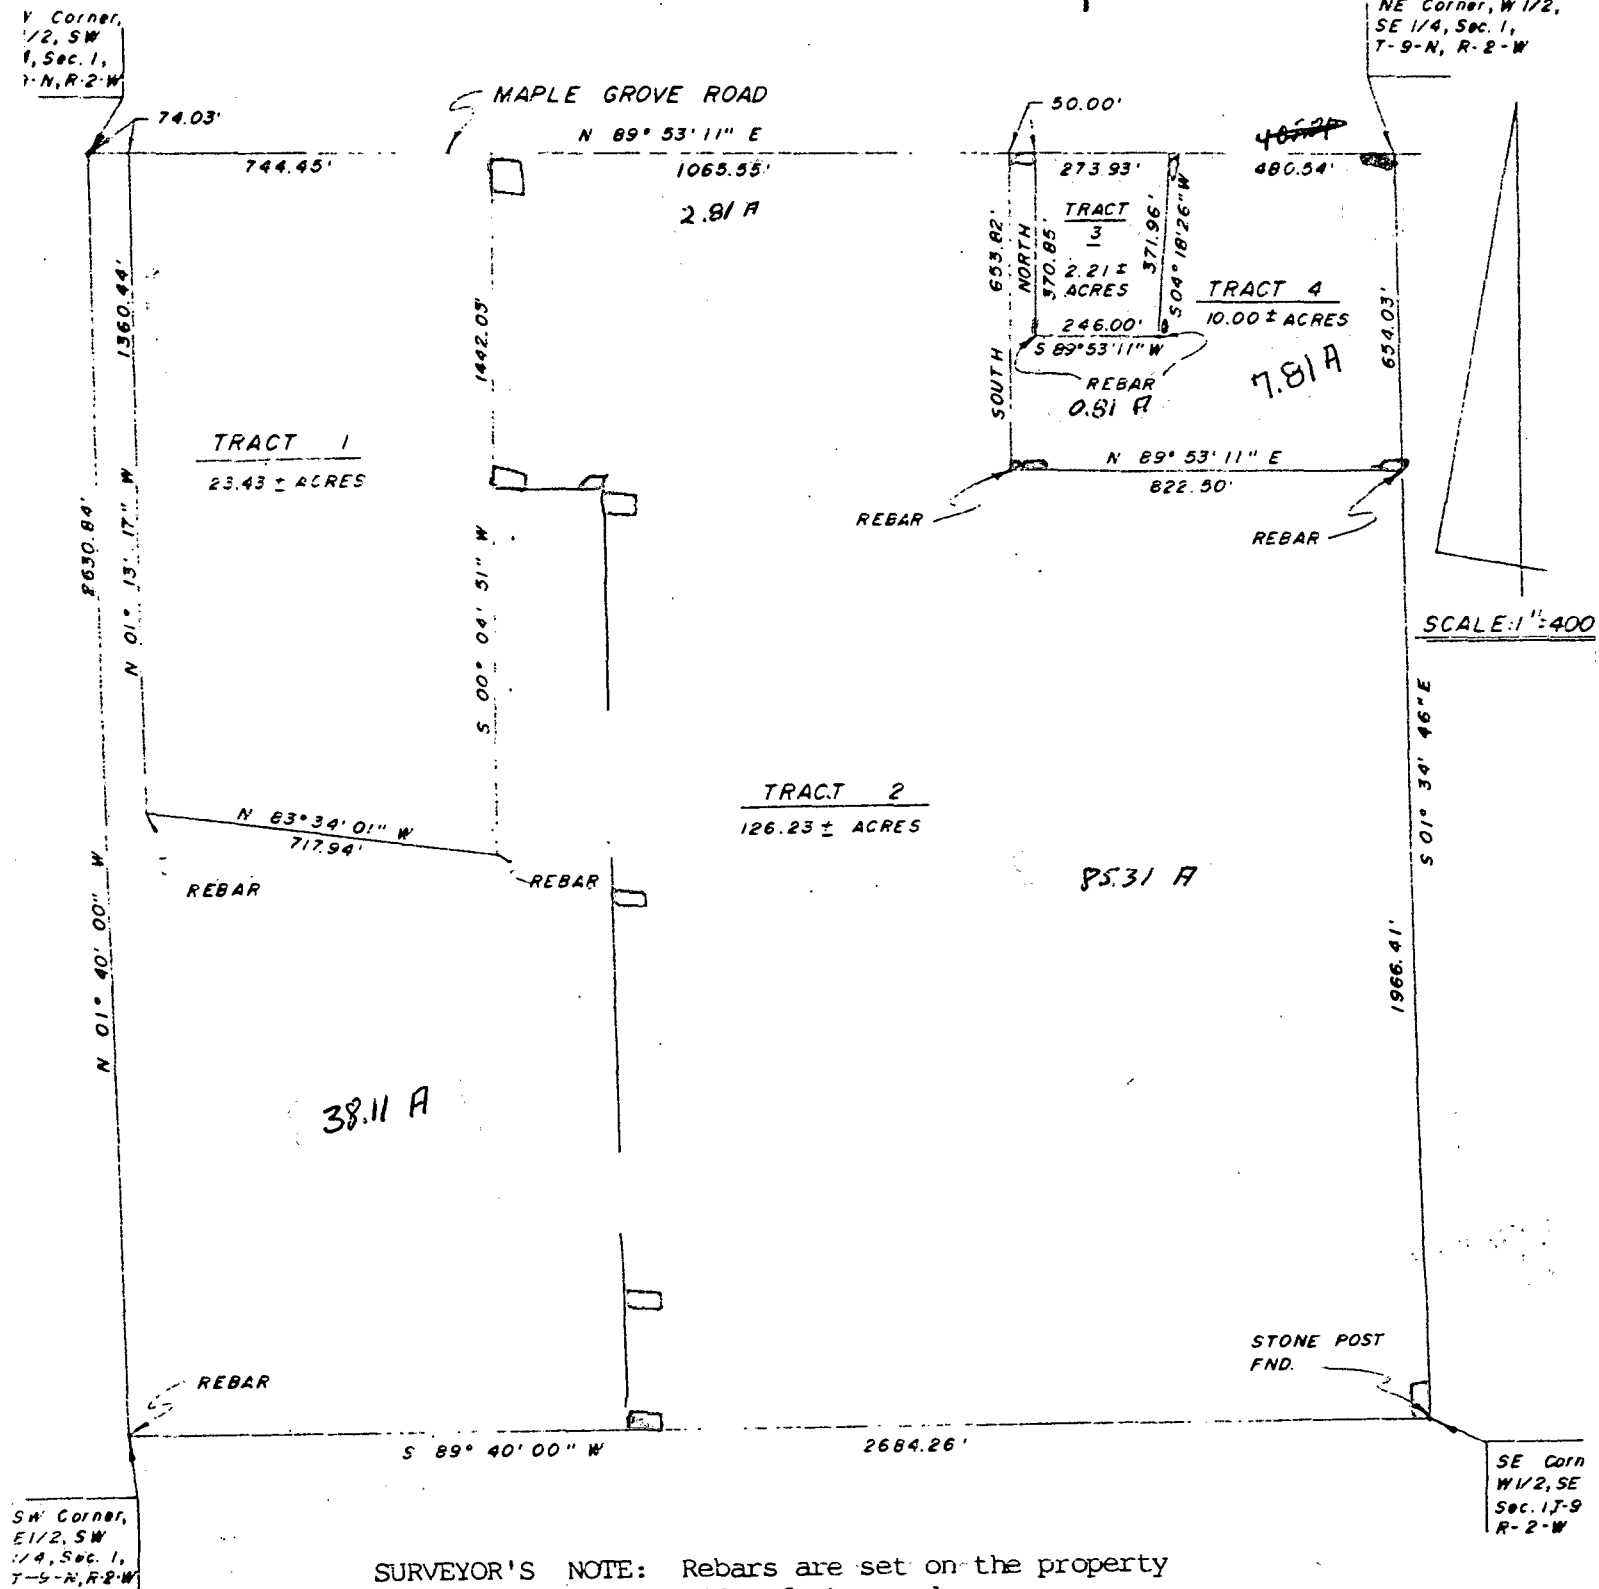 Corner,
1/2, SW
Sec. 1,
N, R-2-W
NE Corner, W 1/2,
SE 1/4, Sec. 1,
T-9-N, R-2-W
74.03'
MAPLE GROVE ROAD
N 89° 53' 11" E
50.00'
744.45'
1065.55'
273.93'
480.54'
2.81 A
TRACT
3
2.21 ±
ACRES
SOUTH 653.82'
NORTH
370.85'
371.96'
S 04° 18' 26" W
TRACT 4
10.00 ± ACRES
7.81 A
654.03'
246.00'
S 89° 53' 11" W
REBAR
0.81 A
1360.44'
1442.03'
TRACT 1
23.43 ± ACRES
N 89° 53' 11" E
822.50'
REBAR
REBAR
2630.84'
N 01° 13' 17" W
S 00° 04' 51" W
SCALE: 1"=400
S 01° 34' 46" E
TRACT 2
126.23 ± ACRES
N 83° 34' 01" W
717.94'
REBAR
REBAR
85.31 A
N 01° 40' 00" W
1966.41'
38.11 A
STONE POST
FND.
REBAR
S 89° 40' 00" W
2684.26'
SE Corn
W1/2, SE
Sec. 1, T-9
R-2-W
SW Corner,
E1/2, SW
1/4, Sec. 1,
T-9-N, R-2-W
SURVEYOR'S NOTE: Rebars are set on the property